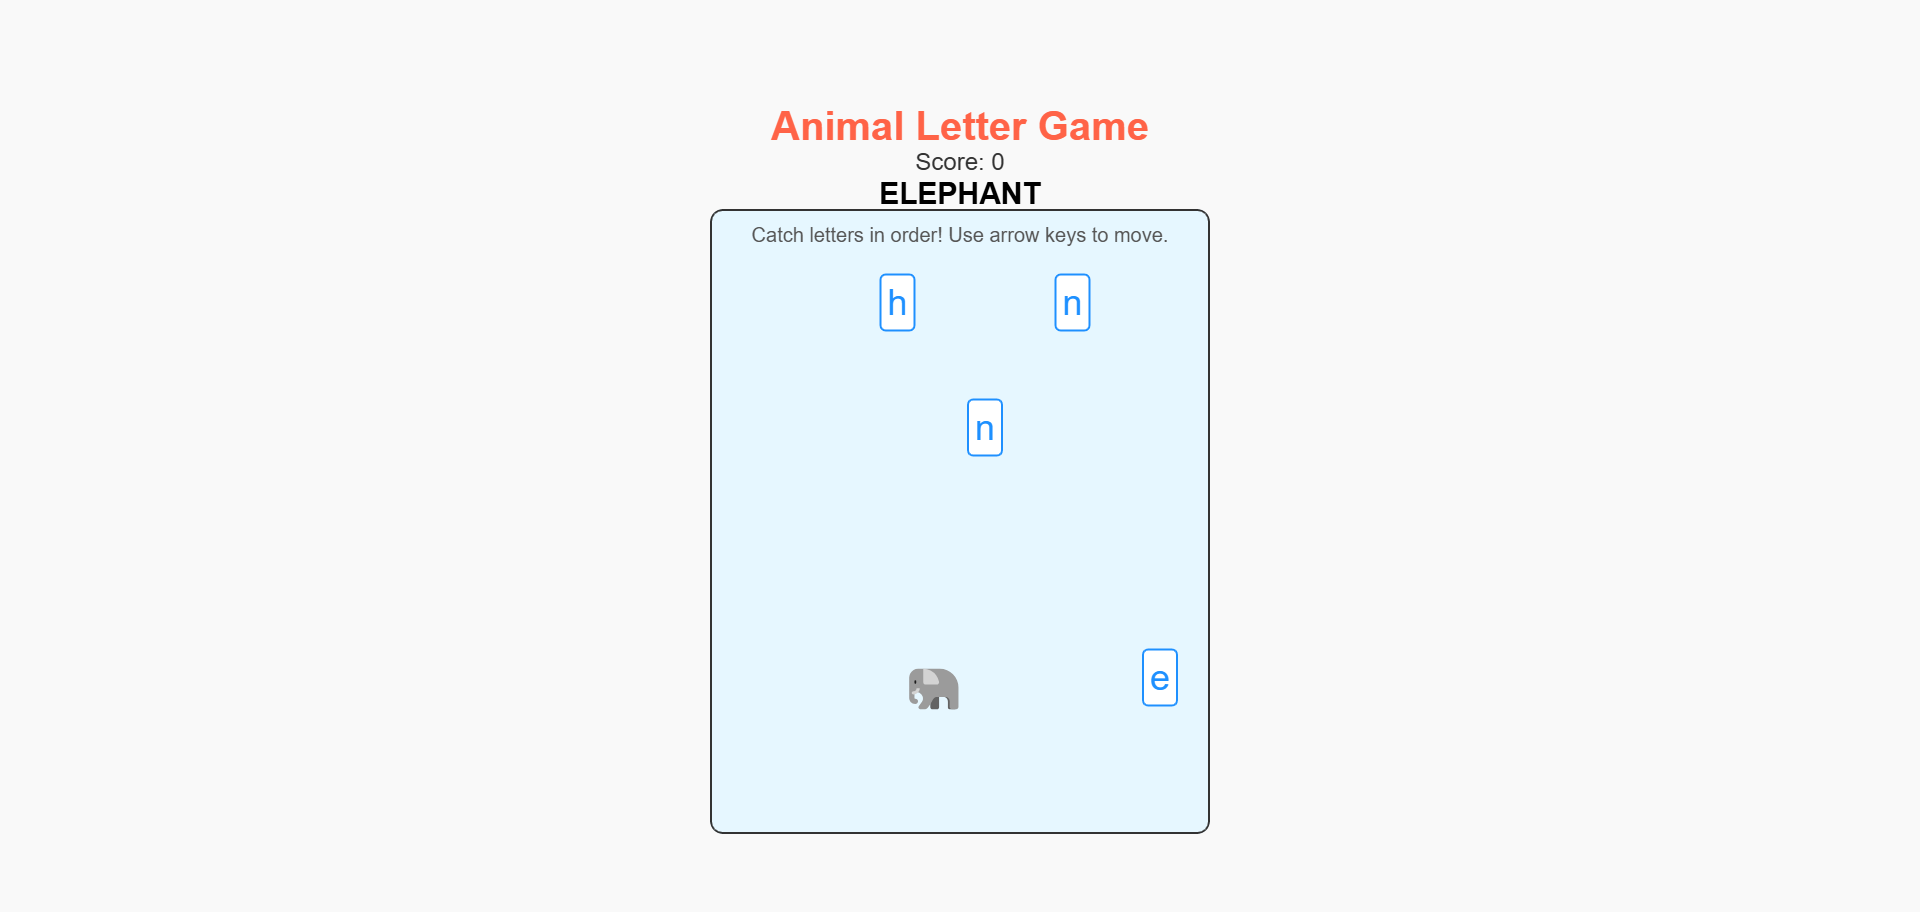 Animal Letter Game
Score: 0
ELEPHANT
Catch letters in order! Use arrow keys to move.
h n
n
e